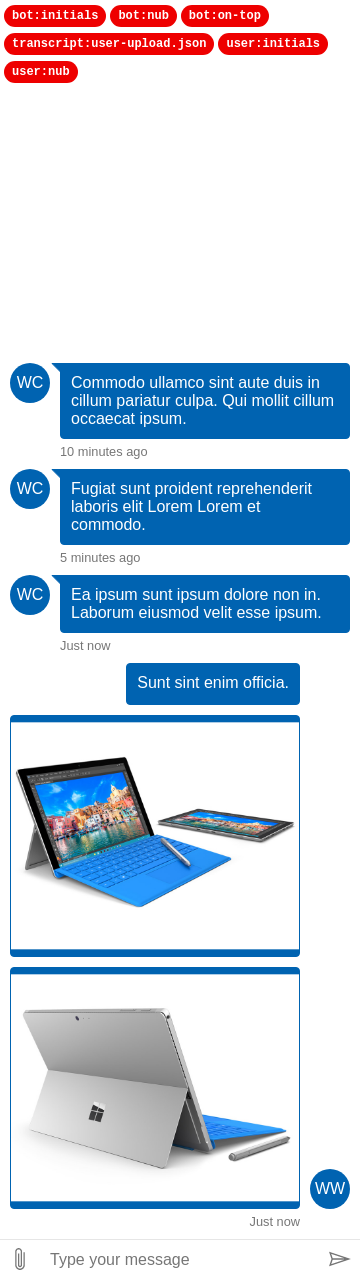 bot:initials bot:nub bot:on-top
transcript:user-upload.json user:initials
user:nub
WC
Commodo ullamco sint aute duis in
cillum pariatur culpa. Qui mollit cillum
occaecat ipsum.
10 minutes ago
WC
Fugiat sunt proident reprehenderit
laboris elit Lorem Lorem et
commodo.
5 minutes ago
WC
Ea ipsum sunt ipsum dolore non in.
Laborum eiusmod velit esse ipsum.
Just now
Sunt sint enim officia.
WW
Just now
Type your message